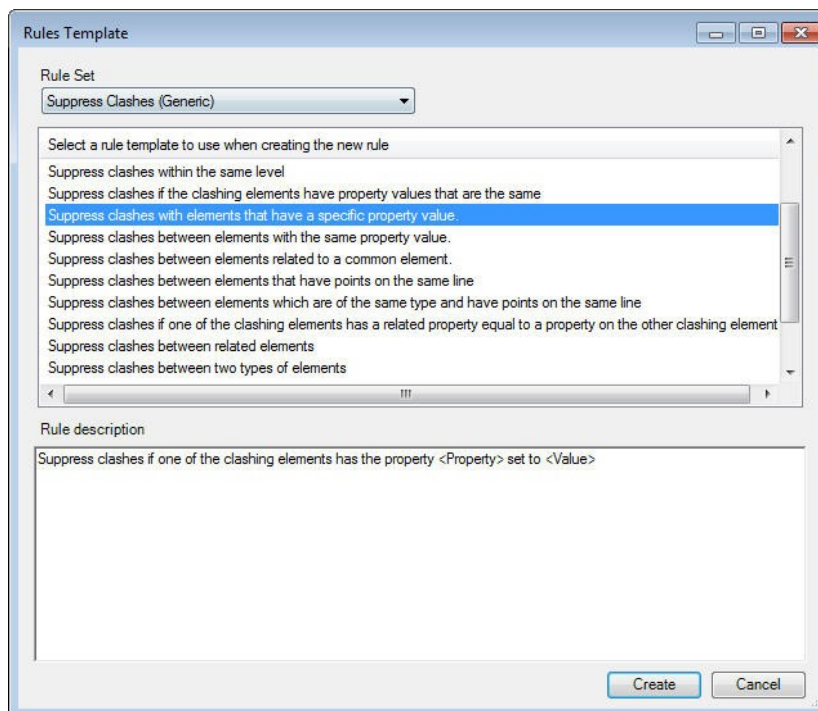 Rules Template
Rule Set
Suppress Clashes (Generic)
Select a rule template to use when creating the new rule
Suppress clashes within the same level
Suppress clashes if the clashing elements have property values that are the same
Suppress clashes with elements that have a specific property value.
Suppress clashes between elements with the same property value.
Suppress clashes between elements related to a common element.
Suppress clashes between elements that have points on the same line
Suppress clashes between elements which are of the same type and have points on the same line
Suppress clashes if one of the clashing elements has a related property equal to a property on the other clashing element
Suppress clashes between related elements
Suppress clashes between two types of elements
Rule description
Suppress clashes if one of the clashing elements has the property <Property> set to <Value>
Create Cancel